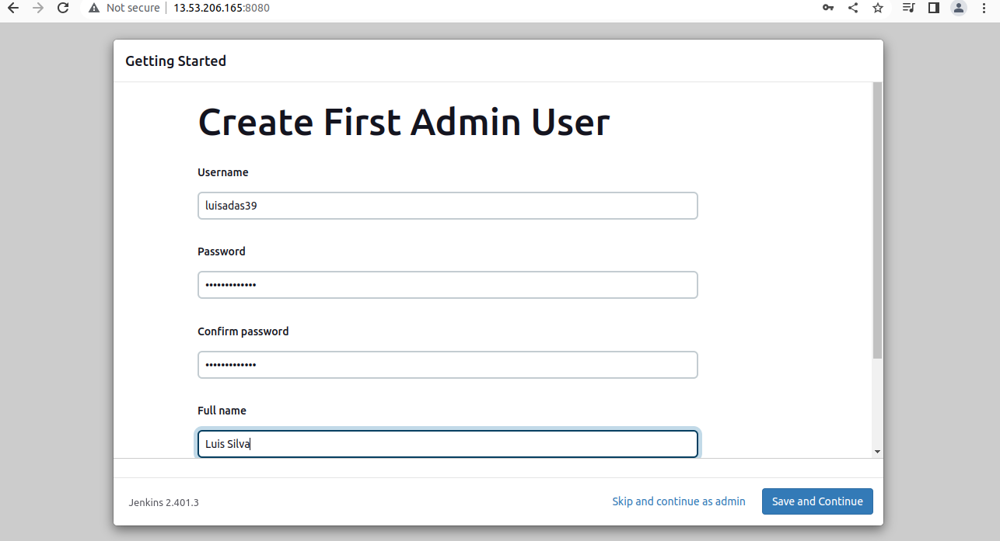 Not secure 13.53.206.165:8080
Getting Started
Create First Admin User
Username
luisadas39
Password
•••••••••••••
Confirm password
•••••••••••••
Full name
Luis Silva
Jenkins 2.401.3 Skip and continue as admin Save and Continue